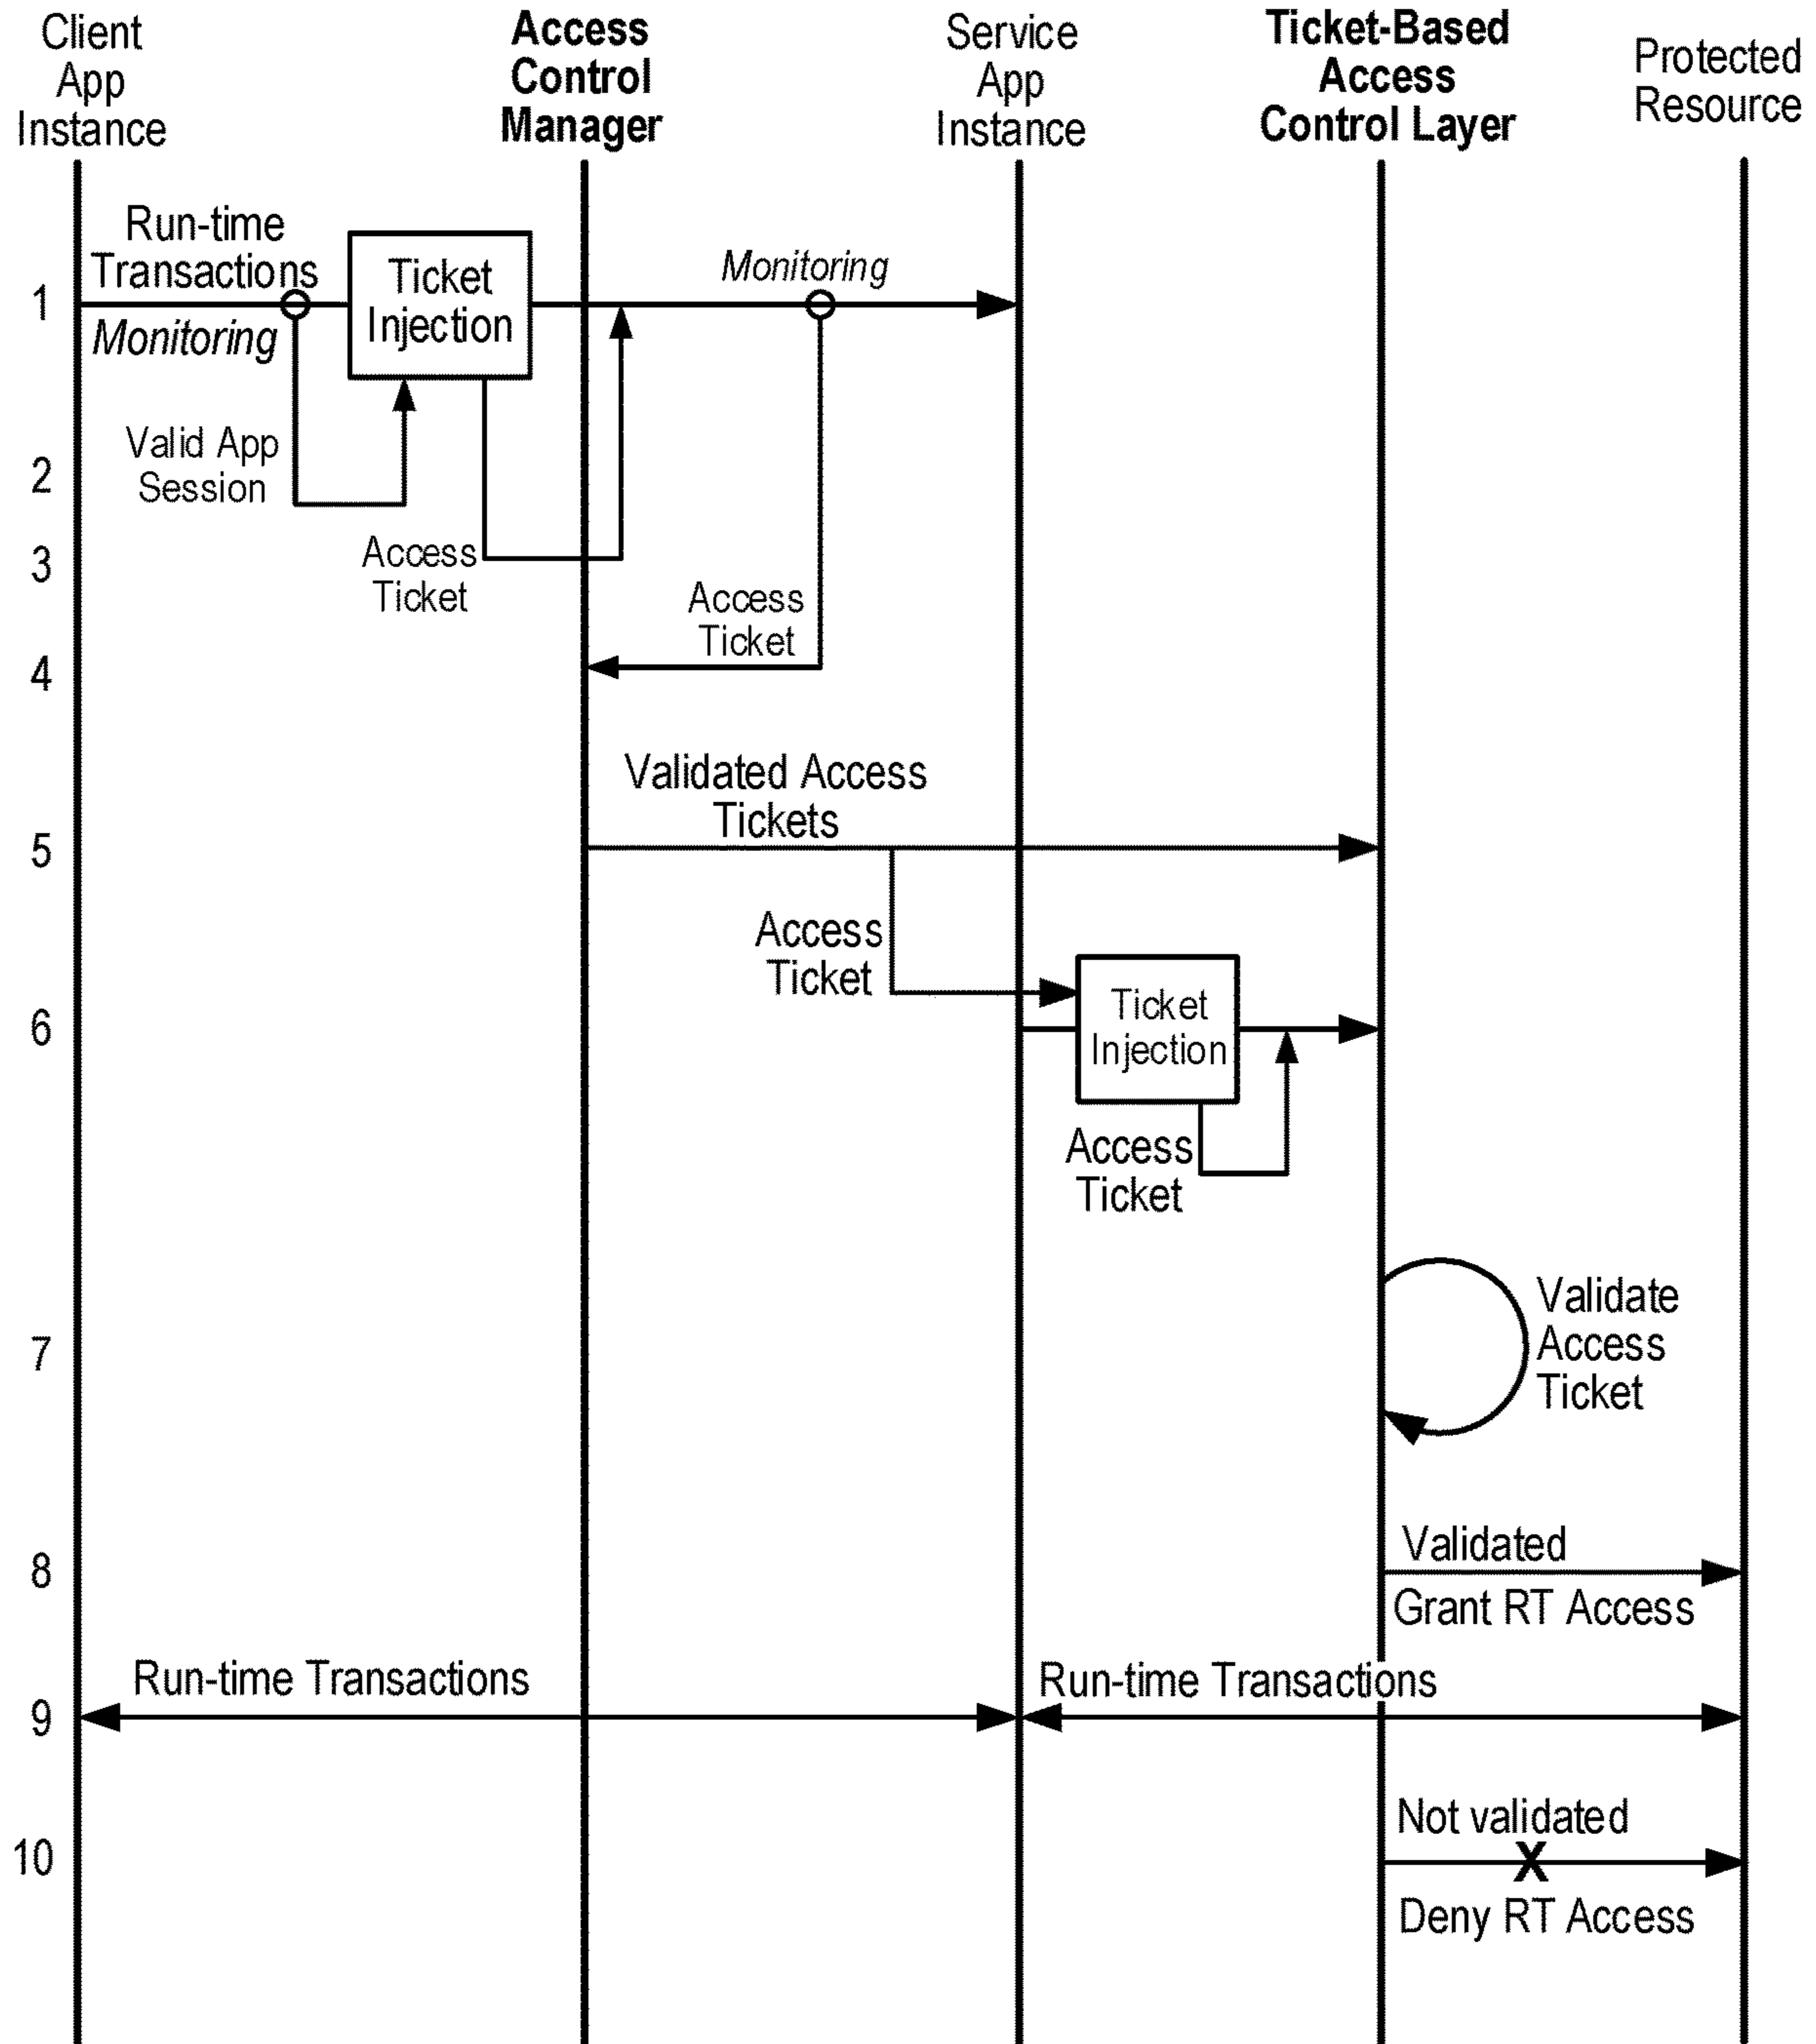 Client
App
Instance
Access
Control
Manager
Service
App
Instance
Ticket-Based
Access
Control Layer
Protected
Resource
Run-time
Transactions
Monitoring
Ticket
Injection
Monitoring
1
Valid App
Session
2
Access
Ticket
3
Access
Ticket
4
Validated Access
Tickets
5
Access
Ticket
Ticket
Injection
6
Access
Ticket
Validate
Access
Ticket
7
Validated
8
Grant RT Access
Run-time Transactions
Run-time Transactions
9
Not validated
10
X
Deny RT Access